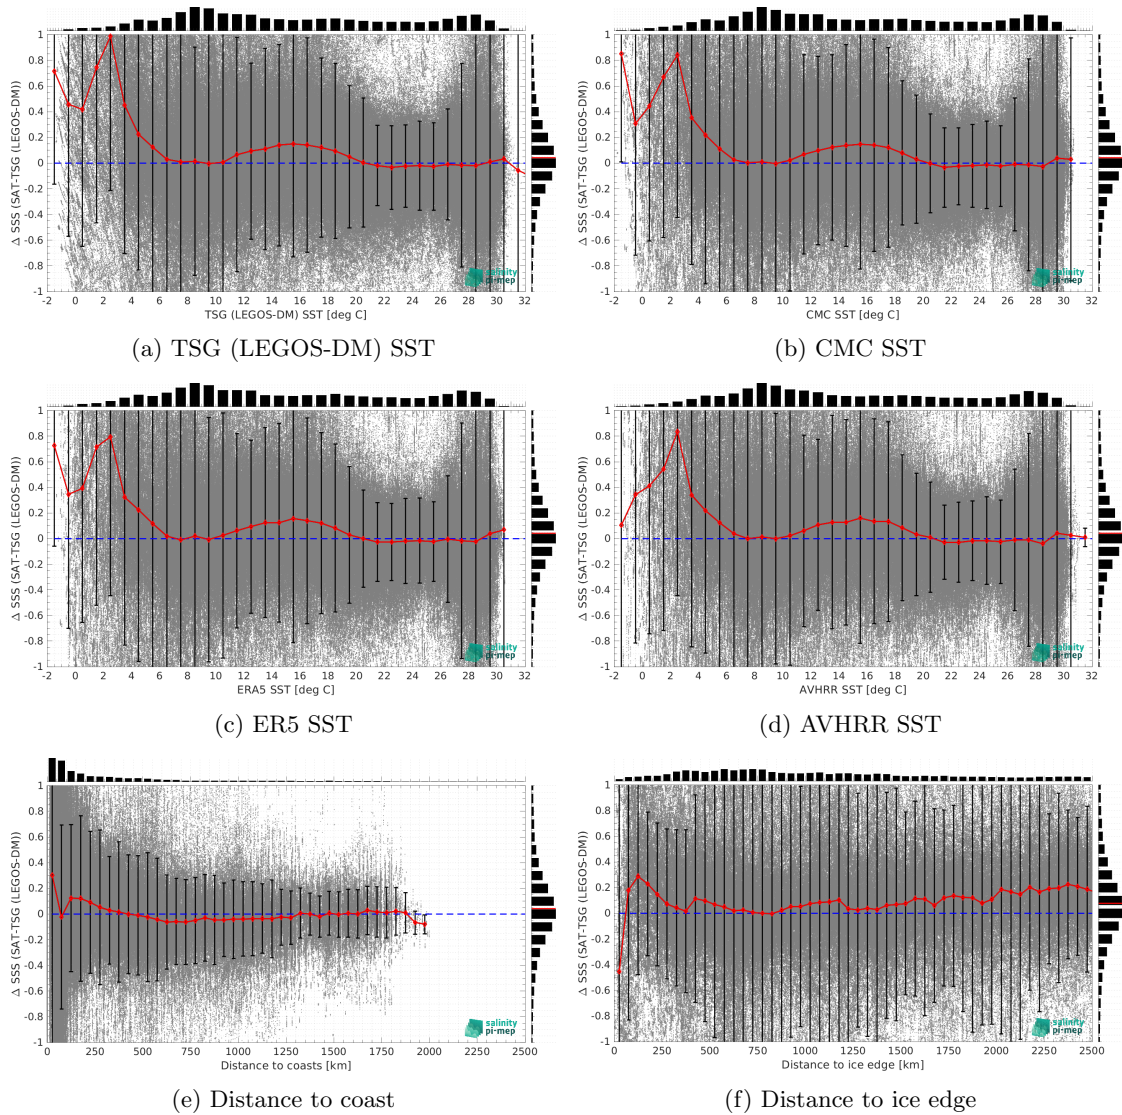 Δ SSS (SAT-TSG (LEGOS-DM))
1
0.8
0.6
0.4
0.2
0
-0.2
-0.4
-0.6
-0.8
-1
salinity
pi-mep
-2 0 2 4 6 8 10 12 14 16 18 20 22 24 26 28 30 32
TSG (LEGOS-DM) SST [deg C]
(a) TSG (LEGOS-DM) SST
Δ SSS (SAT-TSG (LEGOS-DM))
1
0.8
0.6
0.4
0.2
0
-0.2
-0.4
-0.6
-0.8
-1
salinity
pi-mep
-2 0 2 4 6 8 10 12 14 16 18 20 22 24 26 28 30 32
CMC SST [deg C]
(b) CMC SST
Δ SSS (SAT-TSG (LEGOS-DM))
1
0.8
0.6
0.4
0.2
0
-0.2
-0.4
-0.6
-0.8
-1
salinity
pi-mep
-2 0 2 4 6 8 10 12 14 16 18 20 22 24 26 28 30 32
ERA5 SST [deg C]
(c) ER5 SST
Δ SSS (SAT-TSG (LEGOS-DM))
1
0.8
0.6
0.4
0.2
0
-0.2
-0.4
-0.6
-0.8
-1
salinity
pi-mep
-2 0 2 4 6 8 10 12 14 16 18 20 22 24 26 28 30 32
AVHRR SST [deg C]
(d) AVHRR SST
Δ SSS (SAT-TSG (LEGOS-DM))
1
0.8
0.6
0.4
0.2
0
-0.2
-0.4
-0.6
-0.8
-1
salinity
pi-mep
0 250 500 750 1000 1250 1500 1750 2000 2250 2500
Distance to coasts [km]
(e) Distance to coast
Δ SSS (SAT-TSG (LEGOS-DM))
1
0.8
0.6
0.4
0.2
0
-0.2
-0.4
-0.6
-0.8
-1
salinity
pi-mep
0 250 500 750 1000 1250 1500 1750 2000 2250 2500
Distance to ice edge [km]
(f) Distance to ice edge